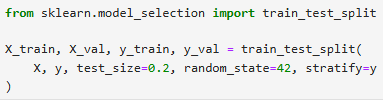 from sklearn.model_selection import train_test_split
X_train, X_val, y_train, y_val = train_test_split(
    X, y, test_size=0.2, random_state=42, stratify=y
)